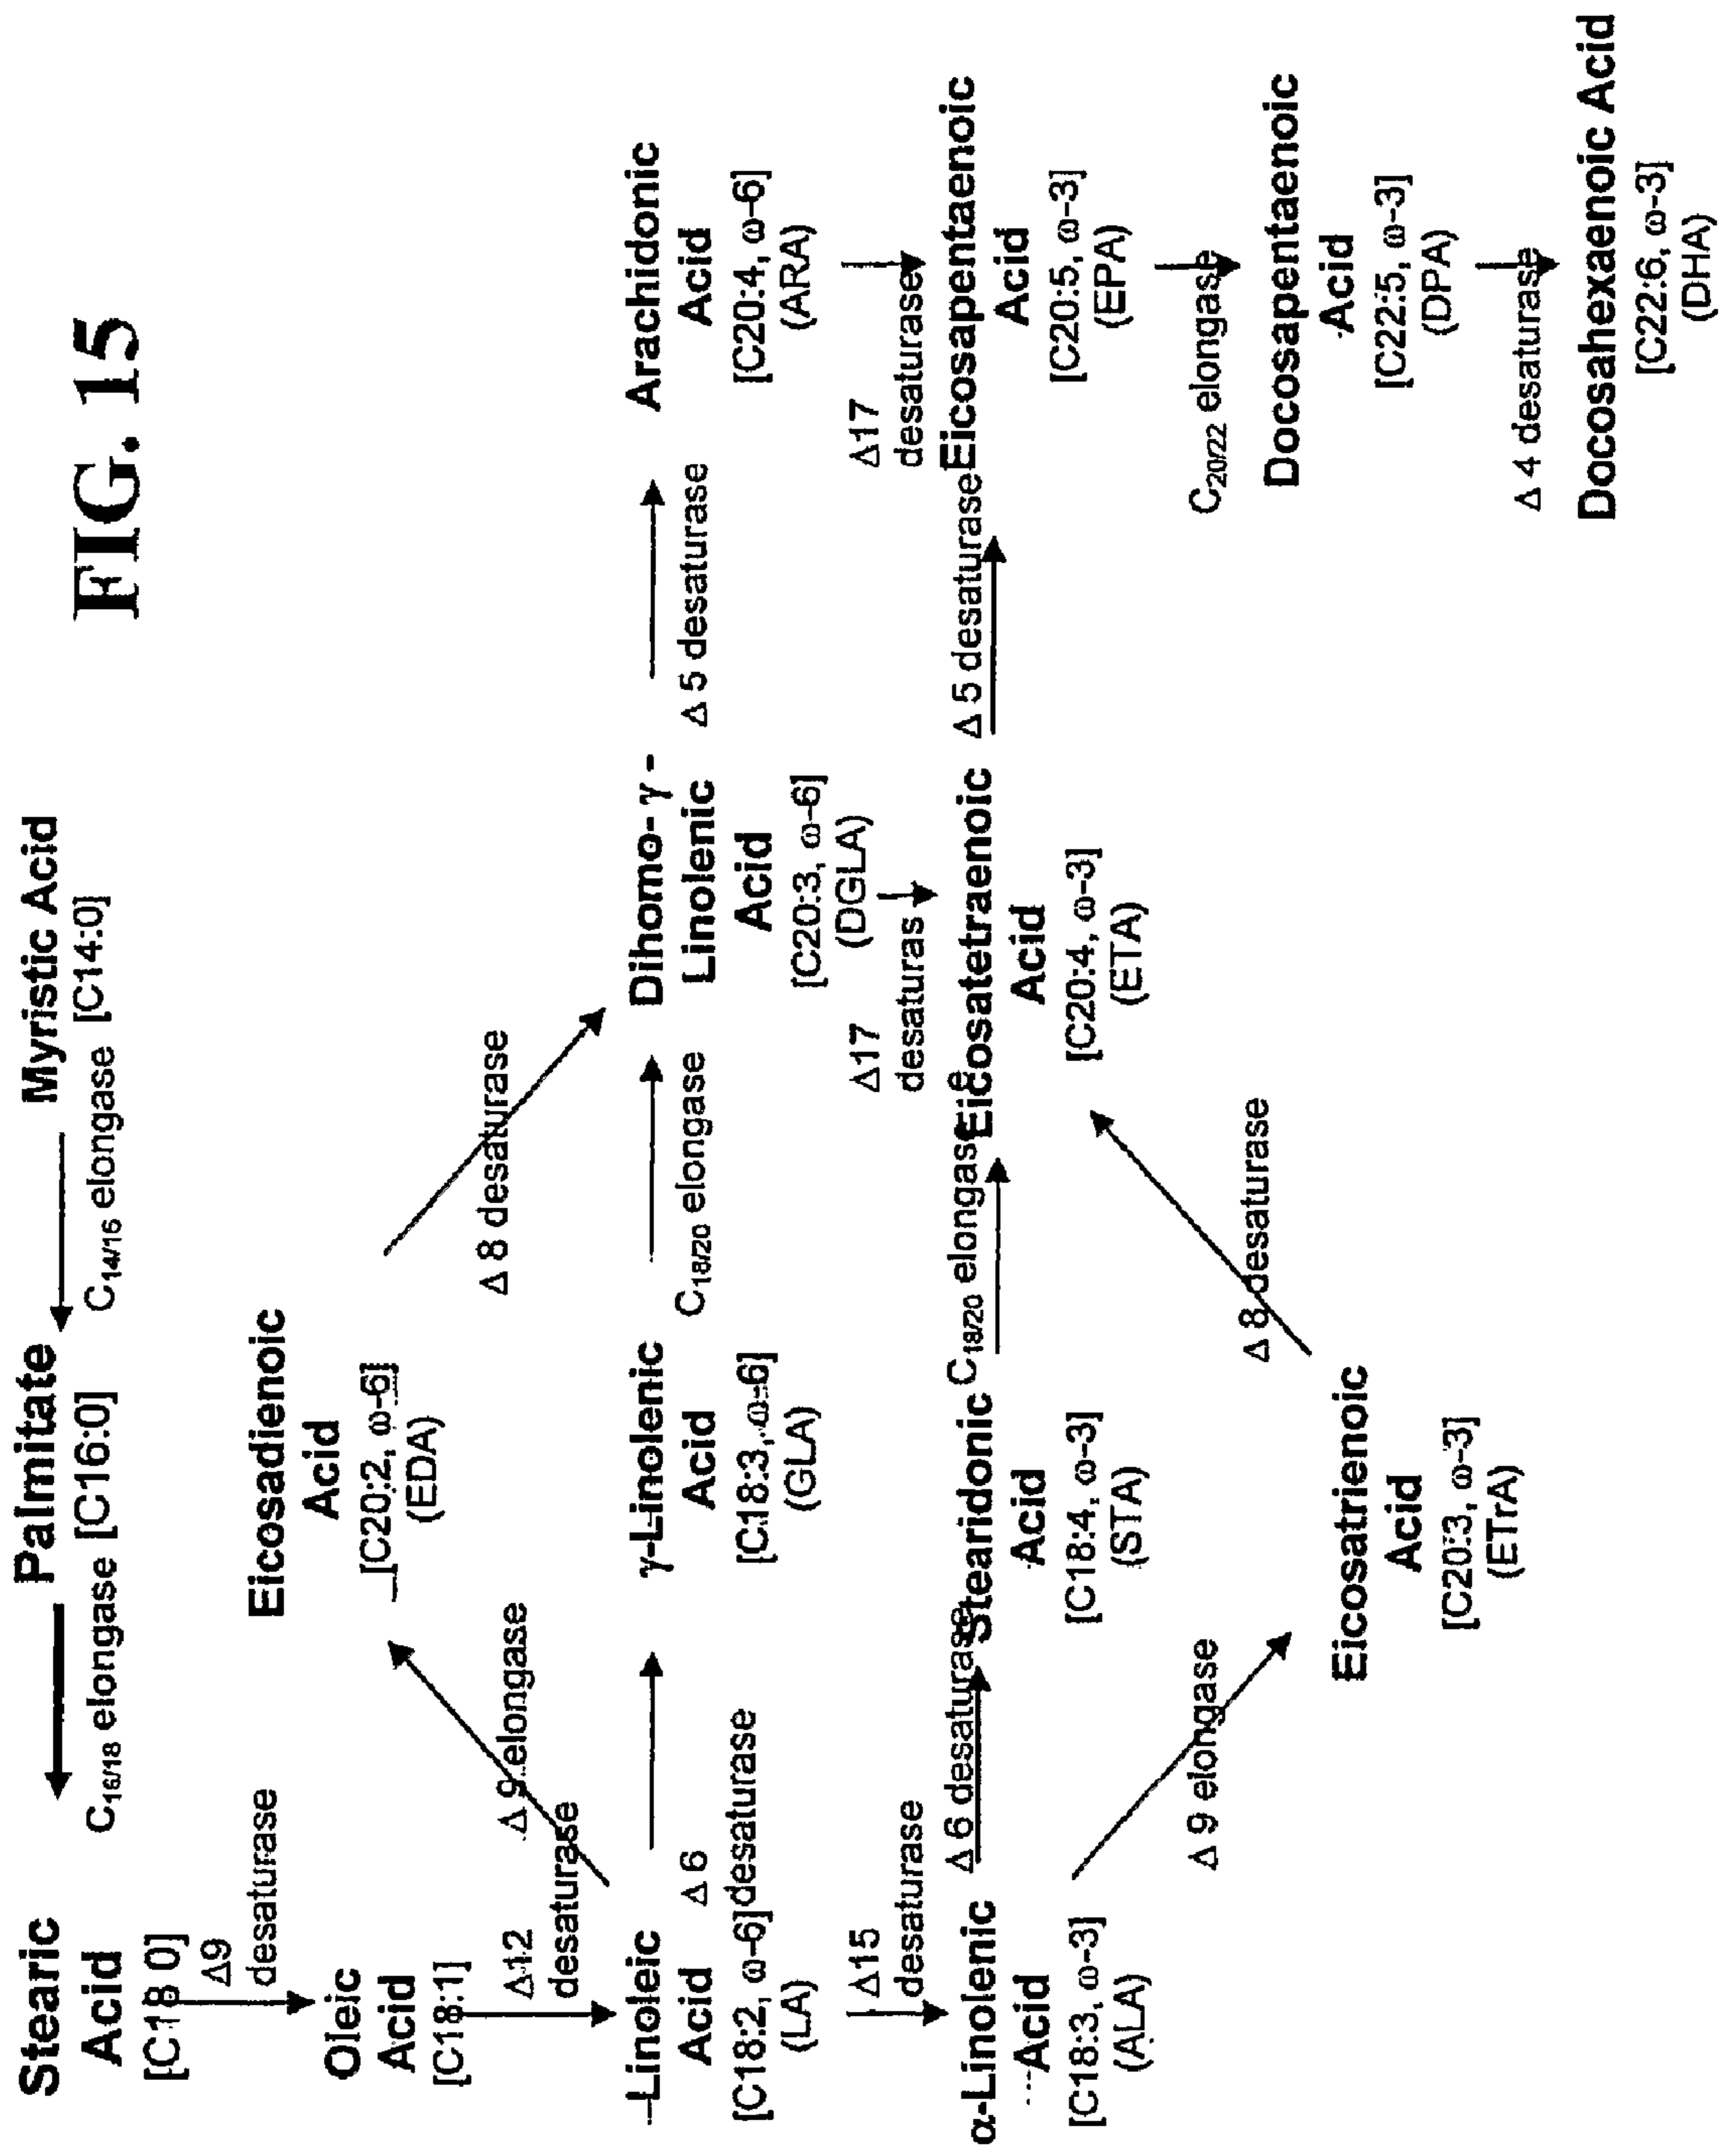 FIG. 15
Myristic Acid
[C14:0]
C14/16 elongase
Palmitate
[C16:0]
C16/18 elongase
Stearic
Acid
[C18 0]
Δ9
desaturase
Oleic
Acid
[C18:1]
Δ12
desaturase
Δ 9 elongase
Eicosadienoic
Acid
[C20:2, ω-6]
(EDA)
Δ 8 desaturase
Linoleic
Acid
[C18:2, ω-6]
(LA)
Δ 6
desaturase
γ-Linolenic
Acid
[C18:3, ω-6]
(GLA)
C18/20 elongase
Dihomo- γ -
Linolenic
Acid
[C20:3, ω-6]
(DGLA)
Δ 5 desaturase
Arachidonic
Acid
[C20:4, ω-6]
(ARA)
Δ15
desaturase
Δ17
desaturas
Δ17
desaturase
α-Linolenic
Acid
[C18:3, ω-3]
(ALA)
Δ 6 desaturase
Stearidonic
Acid
[C18:4, ω-3]
(STA)
C18/20 elongase
Eicosatetraenoic
Acid
[C20:4, ω-3]
(ETA)
Δ 5 desaturase
Eicosapentaenoic
Acid
[C20:5, ω-3]
(EPA)
Δ 9 elongase
Eicosatrienoic
Acid
[C20:3, ω-3]
(ETrA)
Δ 8 desaturase
C20/22 elongase
Docosapentaenoic
Acid
[C22:5, ω-3]
(DPA)
Δ 4 desaturase
Docosahexaenoic Acid
[C22:6, ω-3]
(DHA)